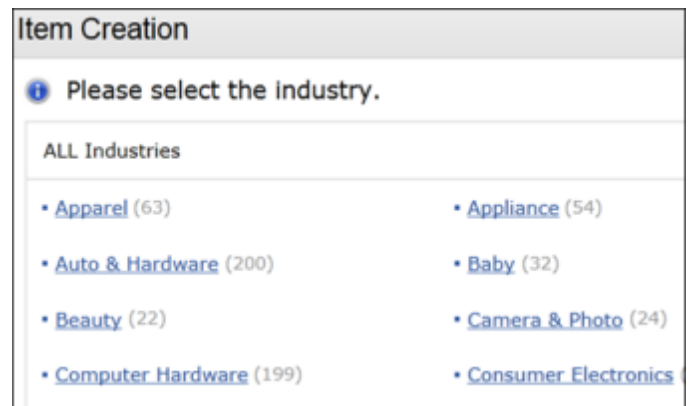 Item Creation
Please select the industry.
ALL Industries
• Apparel (63) • Appliance (54)
• Auto & Hardware (200) • Baby (32)
• Beauty (22) • Camera & Photo (24)
• Computer Hardware (199) • Consumer Electronics (